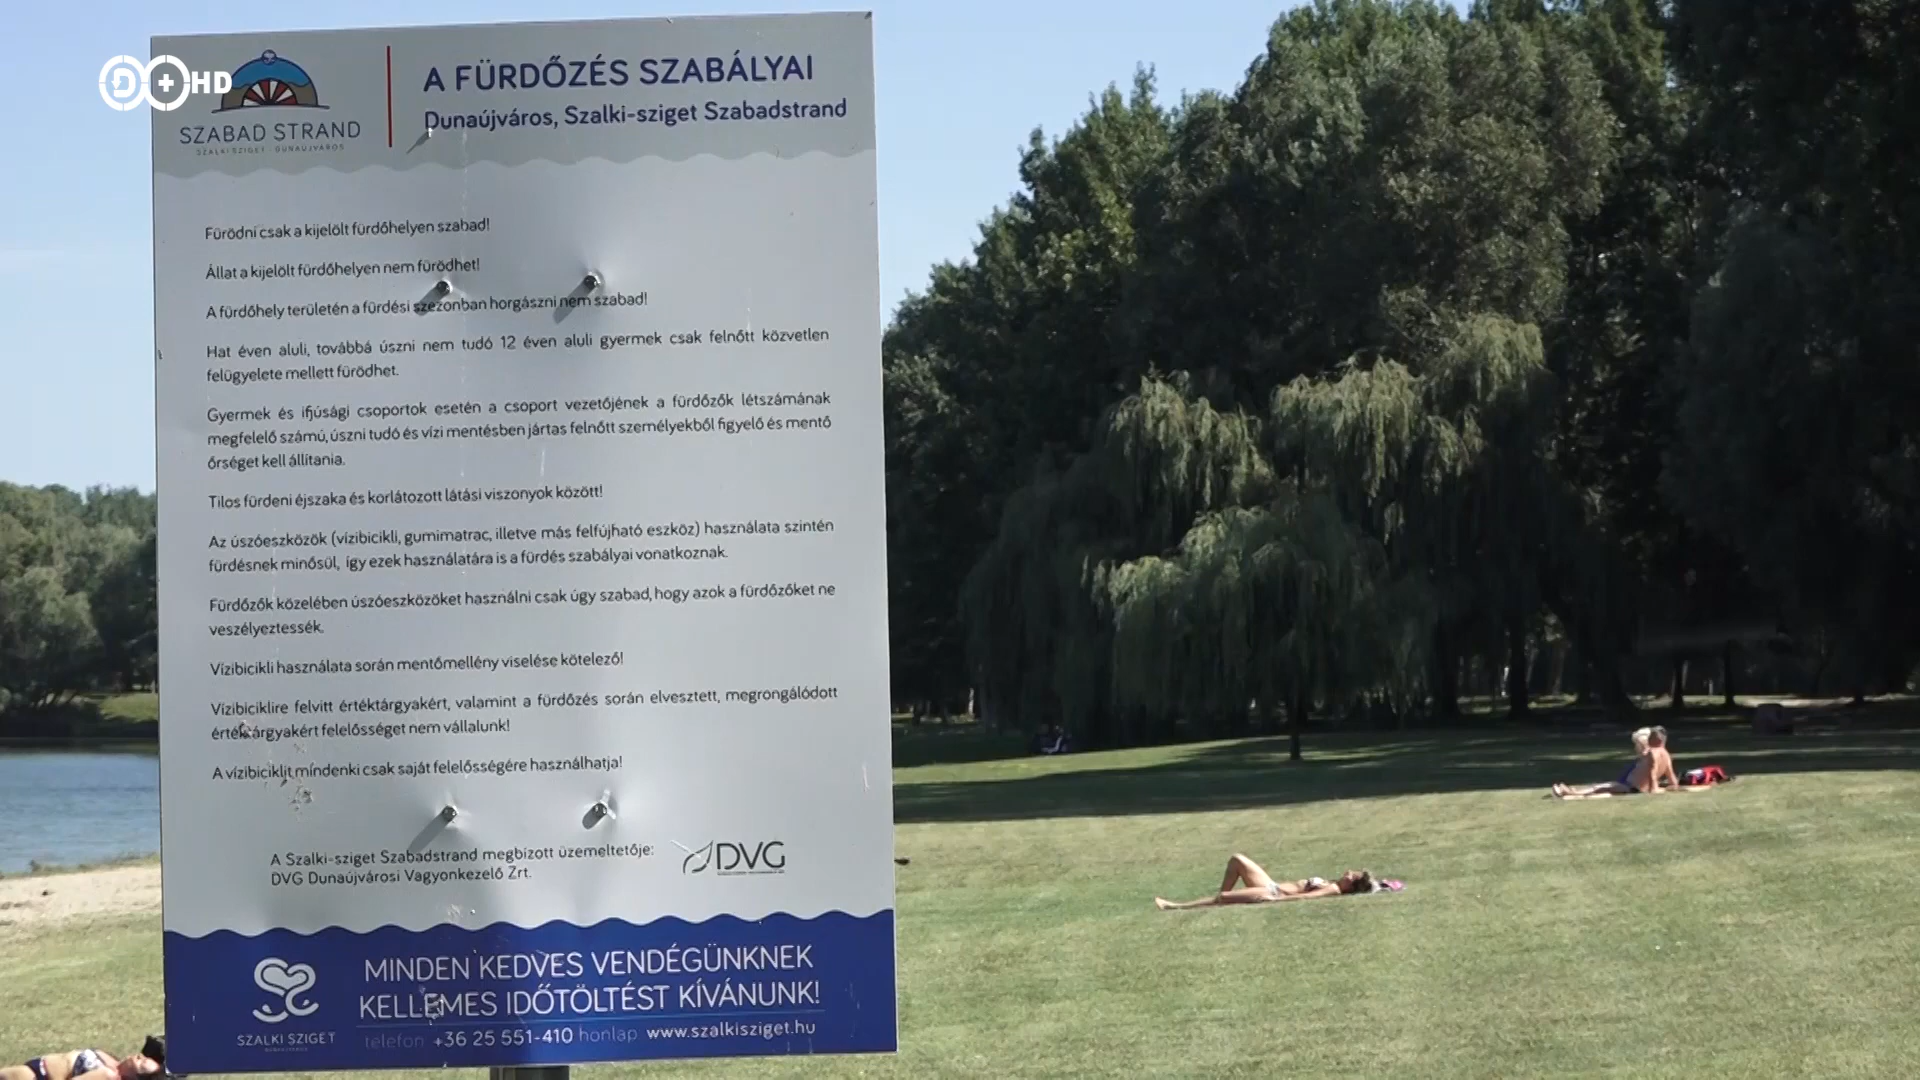 Đ+HD
SZABAD STRAND
SZALKI SZIGET · DUNAÚJVÁROS
A FÜRDŐZÉS SZABÁLYAI
Dunaújváros, Szalki-sziget Szabadstrand
Fürödni csak a kijelölt fürdőhelyen szabad!
Állat a kijelölt fürdőhelyen nem fürödhet!
A fürdőhely területén a fürdési szezonban horgászni nem szabad!
Hat éven aluli, továbbá úszni nem tudó 12 éven aluli gyermek csak felnőtt közvetlen
felügyelete mellett fürödhet.
Gyermek és ifjúsági csoportok esetén a csoport vezetőjének a fürdőzők létszámának
megfelelő számú, úszni tudó és vízi mentésben jártas felnőtt személyekből figyelő és mentő
őrséget kell állítania.
Tilos fürdeni éjszaka és korlátozott látási viszonyok között!
Az úszóeszközök (vízibicikli, gumimatrac, illetve más felfújható eszköz) használata szintén
fürdésnek minősül, így ezek használatára is a fürdés szabályai vonatkoznak.
Fürdőzők közelében úszóeszközöket használni csak úgy szabad, hogy azok a fürdőzőket ne
veszélyeztessék.
Vízibicikli használata során mentőmellény viselése kötelező!
Vízibiciklire felvitt értéktárgyakért, valamint a fürdőzés során elvesztett, megrongálódott
értéktárgyakért felelősséget nem vállalunk!
A vízibiciklit mindenki csak saját felelősségére használhatja!
A Szalki-sziget Szabadstrand megbízott üzemeltetője:
DVG Dunaújvárosi Vagyonkezelő Zrt.
DVG
MINDEN KEDVES VENDÉGÜNKNEK
KELLEMES IDŐTÖLTÉST KÍVÁNUNK!
SZALKI SZIGET
telefon +36 25 551-410 honlap www.szalkisziget.hu